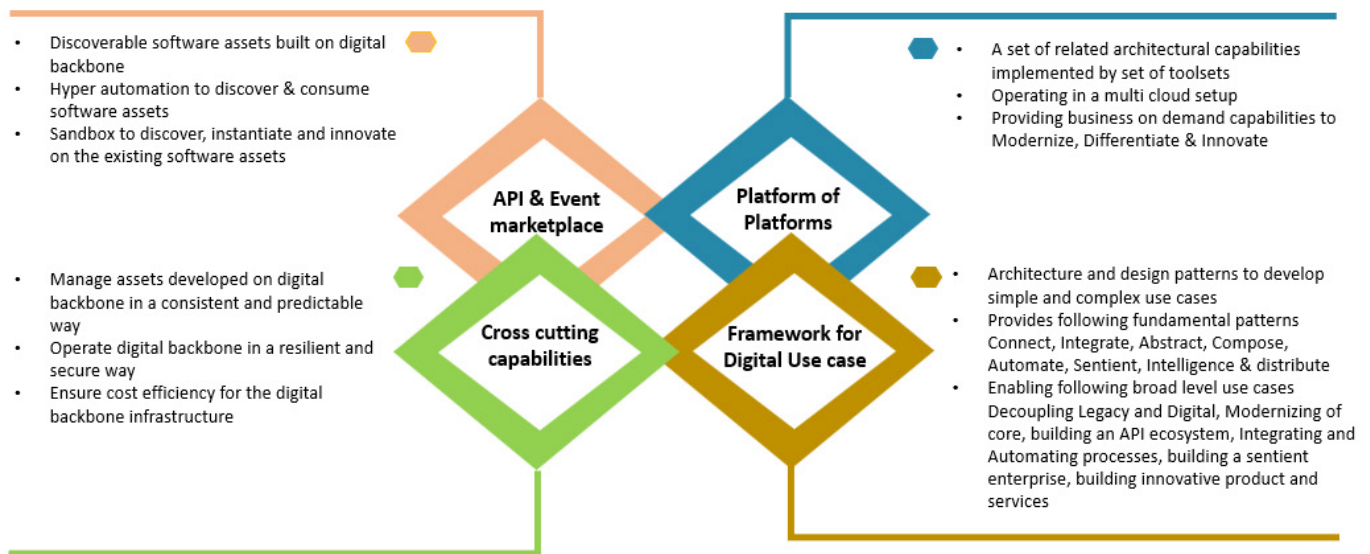 • Discoverable software assets built on digital
backbone
• Hyper automation to discover & consume
software assets
• Sandbox to discover, instantiate and innovate
on the existing software assets
API & Event
marketplace
• A set of related architectural capabilities
implemented by set of toolsets
• Operating in a multi cloud setup
• Providing business on demand capabilities to
Modernize, Differentiate & Innovate
Platform of
Platforms
• Manage assets developed on digital
backbone in a consistent and predictable
way
• Operate digital backbone in a resilient and
secure way
• Ensure cost efficiency for the digital
backbone infrastructure
Cross cutting
capabilities
Framework for
Digital Use case
• Architecture and design patterns to develop
simple and complex use cases
• Provides following fundamental patterns
Connect, Integrate, Abstract, Compose,
Automate, Sentient, Intelligence & distribute
• Enabling following broad level use cases
Decoupling Legacy and Digital, Modernizing of
core, building an API ecosystem, Integrating and
Automating processes, building a sentient
enterprise, building innovative product and
services